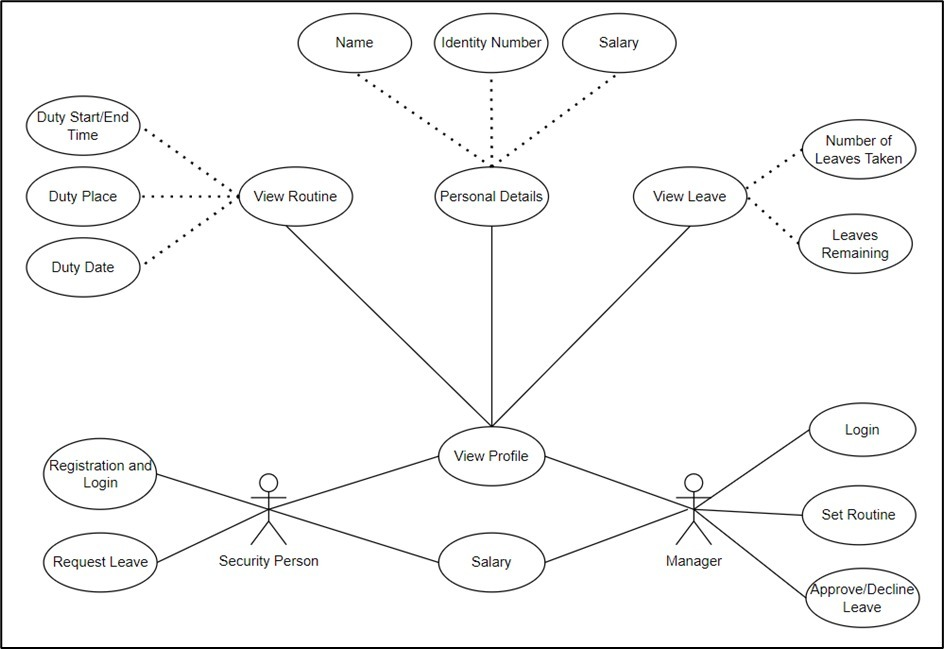 Name
Identity Number
Salary
Duty Start/End
Time
Number of
Leaves Taken
Duty Place
View Routine
Personal Details
View Leave
Duty Date
Leaves
Remaining
Login
Registration and
Login
View Profile
Set Routine
Request Leave
Security Person
Salary
Manager
Approve/Decline
Leave